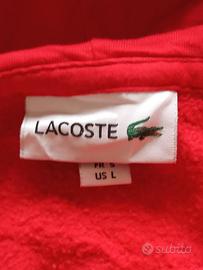 LACOSTE
FR 5
US L
subito